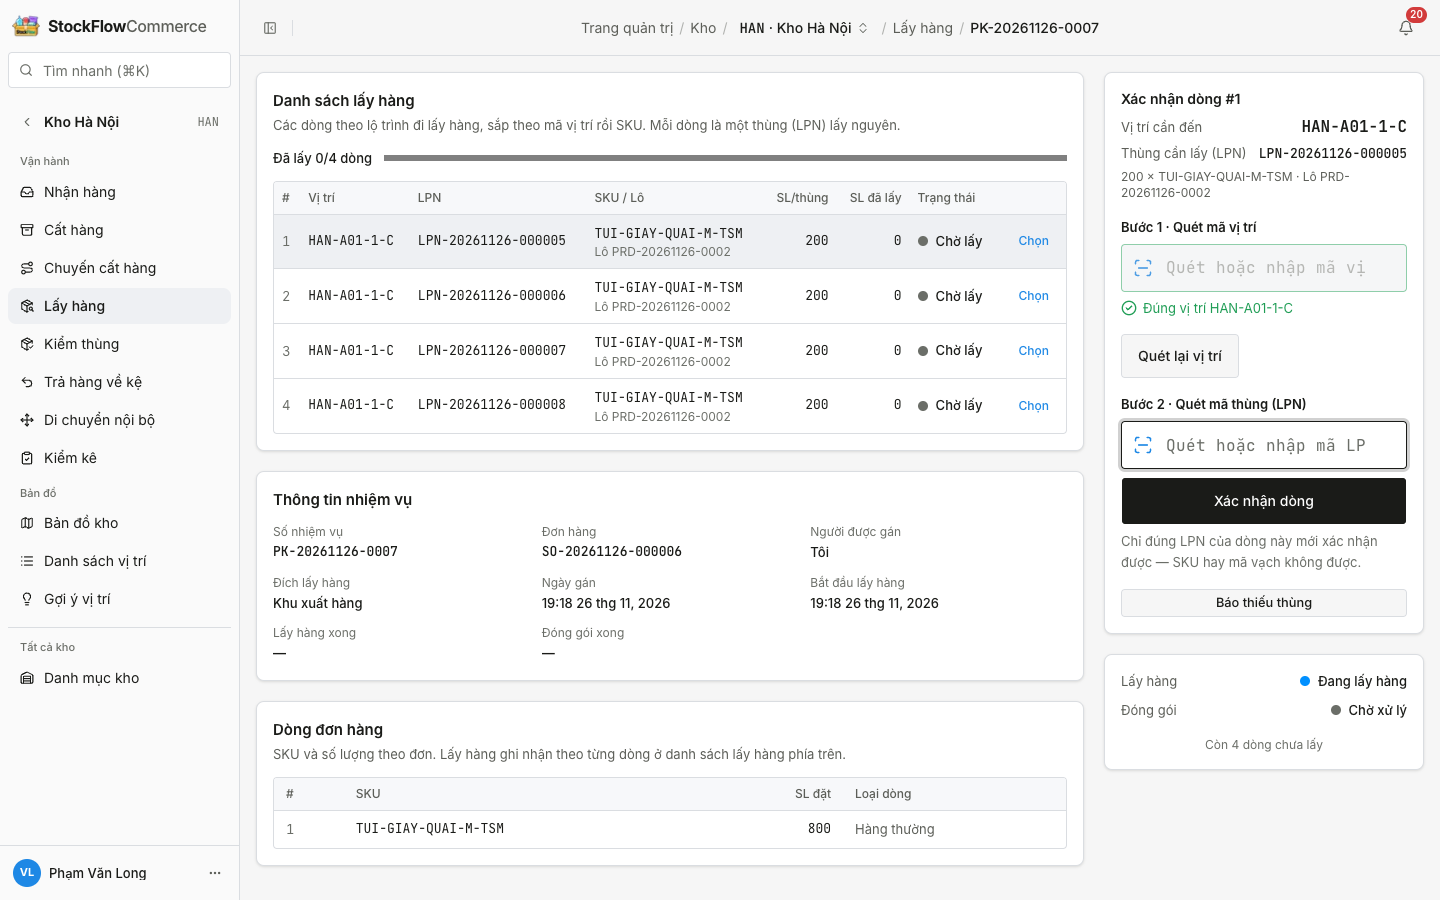 StockFlowCommerce
Tìm nhanh (⌘K)
Kho Hà Nội HAN
Vận hành
Nhận hàng
Cất hàng
Chuyến cất hàng
Lấy hàng
Kiểm thùng
Trả hàng về kệ
Di chuyển nội bộ
Kiểm kê
Bản đồ
Bản đồ kho
Danh sách vị trí
Gợi ý vị trí
Tất cả kho
Danh mục kho
VL Phạm Văn Long
Trang quản trị / Kho / HAN · Kho Hà Nội / Lấy hàng / PK-20261126-0007
20
Danh sách lấy hàng
Các dòng theo lộ trình đi lấy hàng, sắp theo mã vị trí rồi SKU. Mỗi dòng là một thùng (LPN) lấy nguyên.
Đã lấy 0/4 dòng
# Vị trí LPN SKU / Lô SL/thùng SL đã lấy Trạng thái
1 HAN-A01-1-C LPN-20261126-000005 TUI-GIAY-QUAI-M-TSM 200 0 Chờ lấy Chọn
Lô PRD-20261126-0002
2 HAN-A01-1-C LPN-20261126-000006 TUI-GIAY-QUAI-M-TSM 200 0 Chờ lấy Chọn
Lô PRD-20261126-0002
3 HAN-A01-1-C LPN-20261126-000007 TUI-GIAY-QUAI-M-TSM 200 0 Chờ lấy Chọn
Lô PRD-20261126-0002
4 HAN-A01-1-C LPN-20261126-000008 TUI-GIAY-QUAI-M-TSM 200 0 Chờ lấy Chọn
Lô PRD-20261126-0002
Thông tin nhiệm vụ
Số nhiệm vụ Đơn hàng Người được gán
PK-20261126-0007 SO-20261126-000006 Tôi
Đích lấy hàng Ngày gán Bắt đầu lấy hàng
Khu xuất hàng 19:18 26 thg 11, 2026 19:18 26 thg 11, 2026
Lấy hàng xong Đóng gói xong
— —
Dòng đơn hàng
SKU và số lượng theo đơn. Lấy hàng ghi nhận theo từng dòng ở danh sách lấy hàng phía trên.
# SKU SL đặt Loại dòng
1 TUI-GIAY-QUAI-M-TSM 800 Hàng thường
Xác nhận dòng #1
Vị trí cần đến HAN-A01-1-C
Thùng cần lấy (LPN) LPN-20261126-000005
200 × TUI-GIAY-QUAI-M-TSM · Lô PRD-
20261126-0002
Bước 1 · Quét mã vị trí
Quét hoặc nhập mã vị
Đúng vị trí HAN-A01-1-C
Quét lại vị trí
Bước 2 · Quét mã thùng (LPN)
Quét hoặc nhập mã LP
Xác nhận dòng
Chỉ đúng LPN của dòng này mới xác nhận
được — SKU hay mã vạch không được.
Báo thiếu thùng
Lấy hàng Đang lấy hàng
Đóng gói Chờ xử lý
Còn 4 dòng chưa lấy